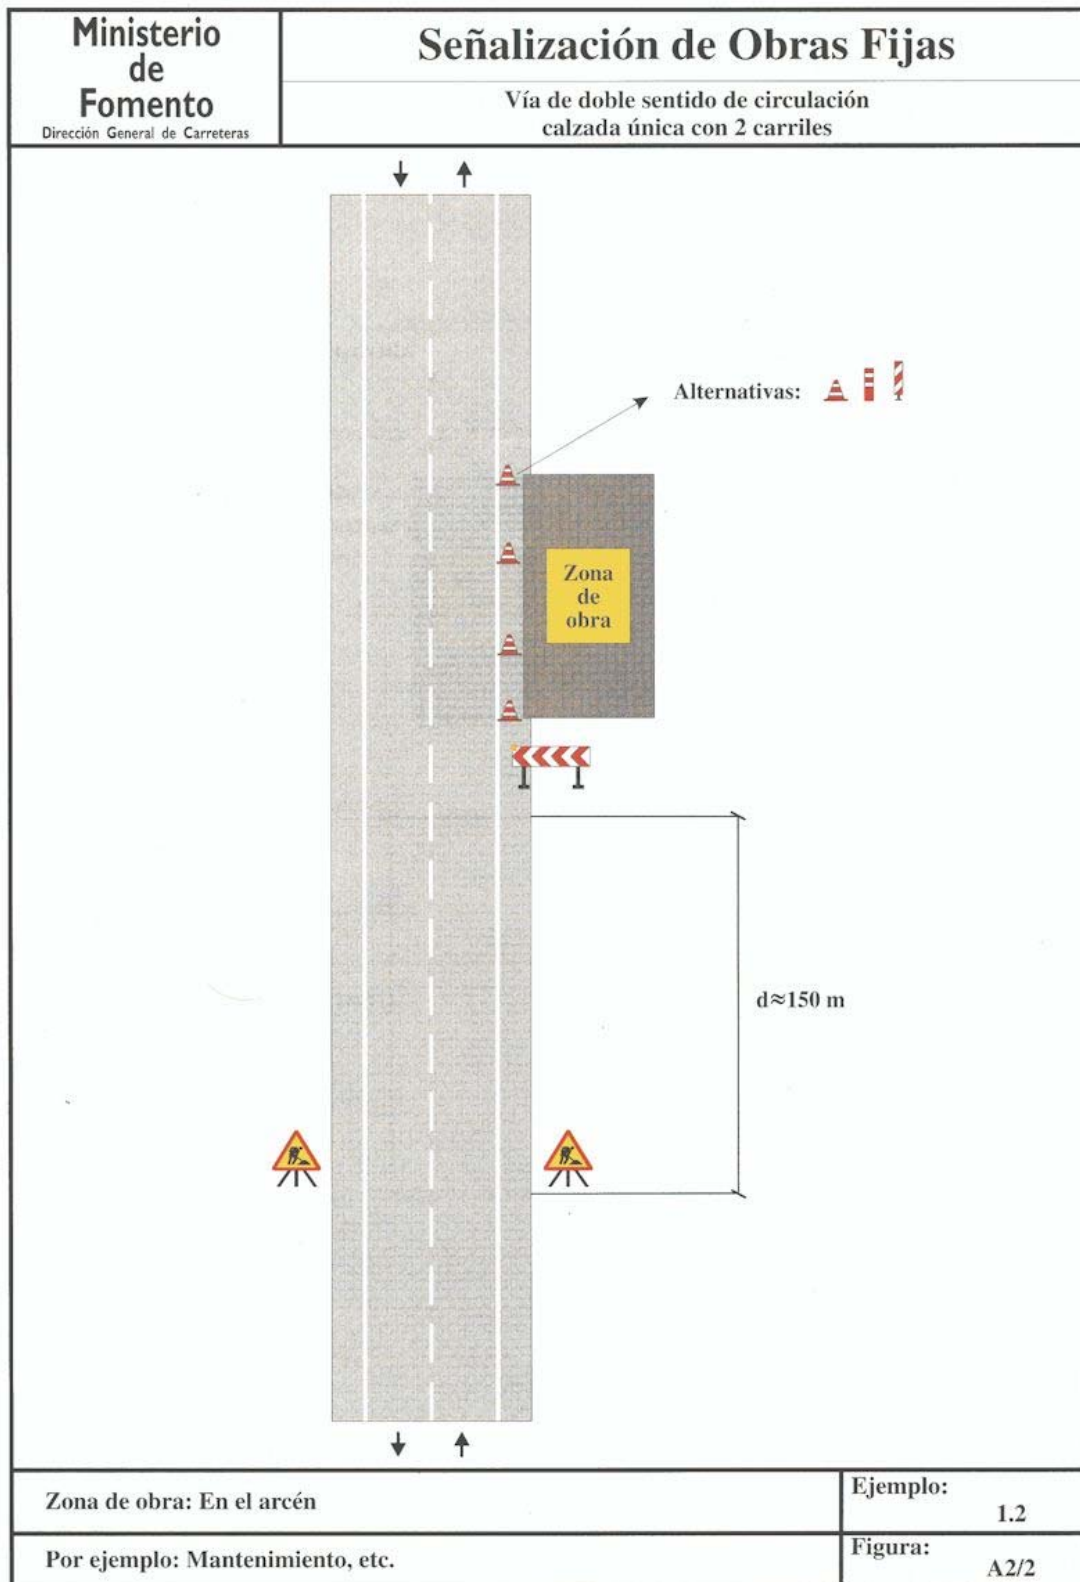 Ministerio
de
Fomento
Dirección General de Carreteras
Señalización de Obras Fijas
Vía de doble sentido de circulación
calzada única con 2 carriles
Alternativas:
Zona
de
obra
d≈150 m
Zona de obra: En el arcén
Ejemplo:
1.2
Por ejemplo: Mantenimiento, etc.
Figura:
A2/2